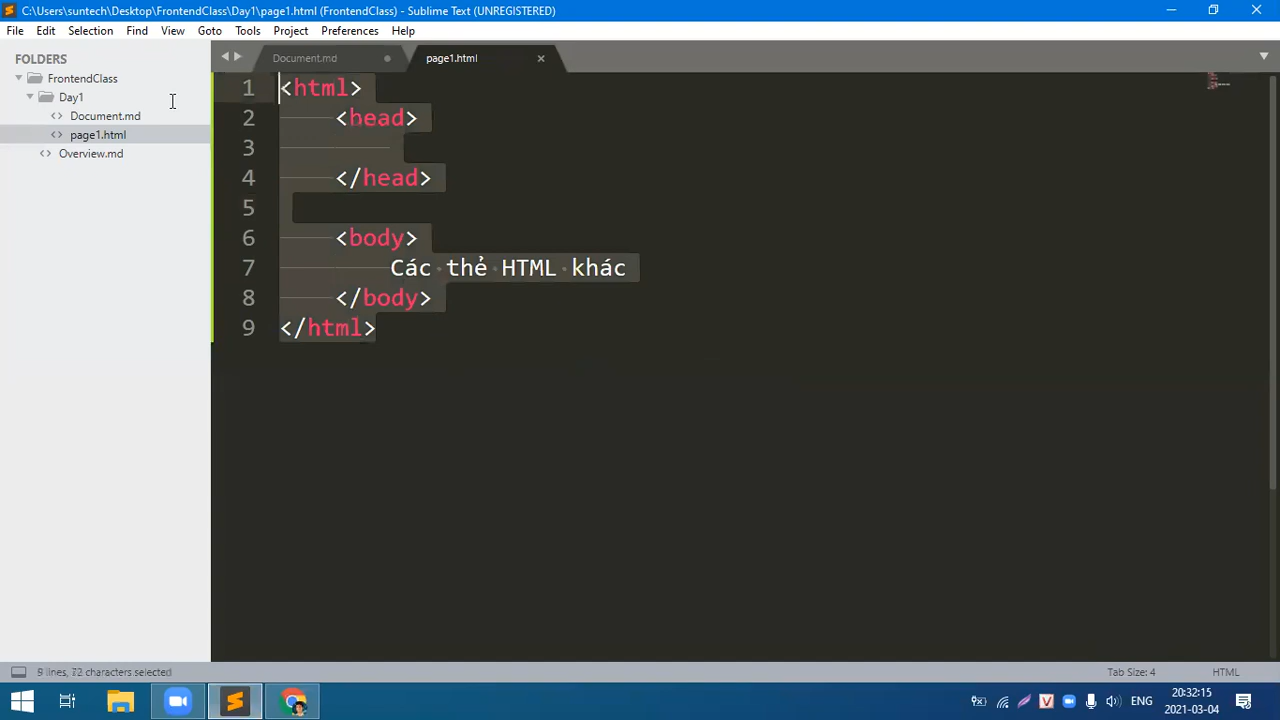 C:\Users\suntech\Desktop\FrontendClass\Day1\page1.html (FrontendClass) - Sublime Text (UNREGISTERED)
File Edit Selection Find View Goto Tools Project Preferences Help
FOLDERS
FrontendClass
Day1
Document.md
page1.html
Overview.md
Document.md page1.html
1 <html>
2 <head>
3
4 </head>
5
6 <body>
7 Các thẻ HTML khác
8 </body>
9 </html>
9 lines, 72 characters selected
Tab Size: 4 HTML
ENG
20:32:15
2021-03-04